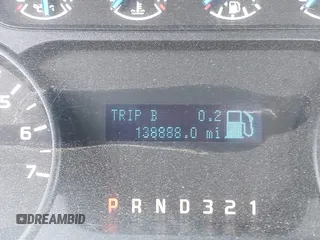 TRIP B 0.2
138888.0 mi
5
6
7
P R N D 3 2 1
DREAMBID